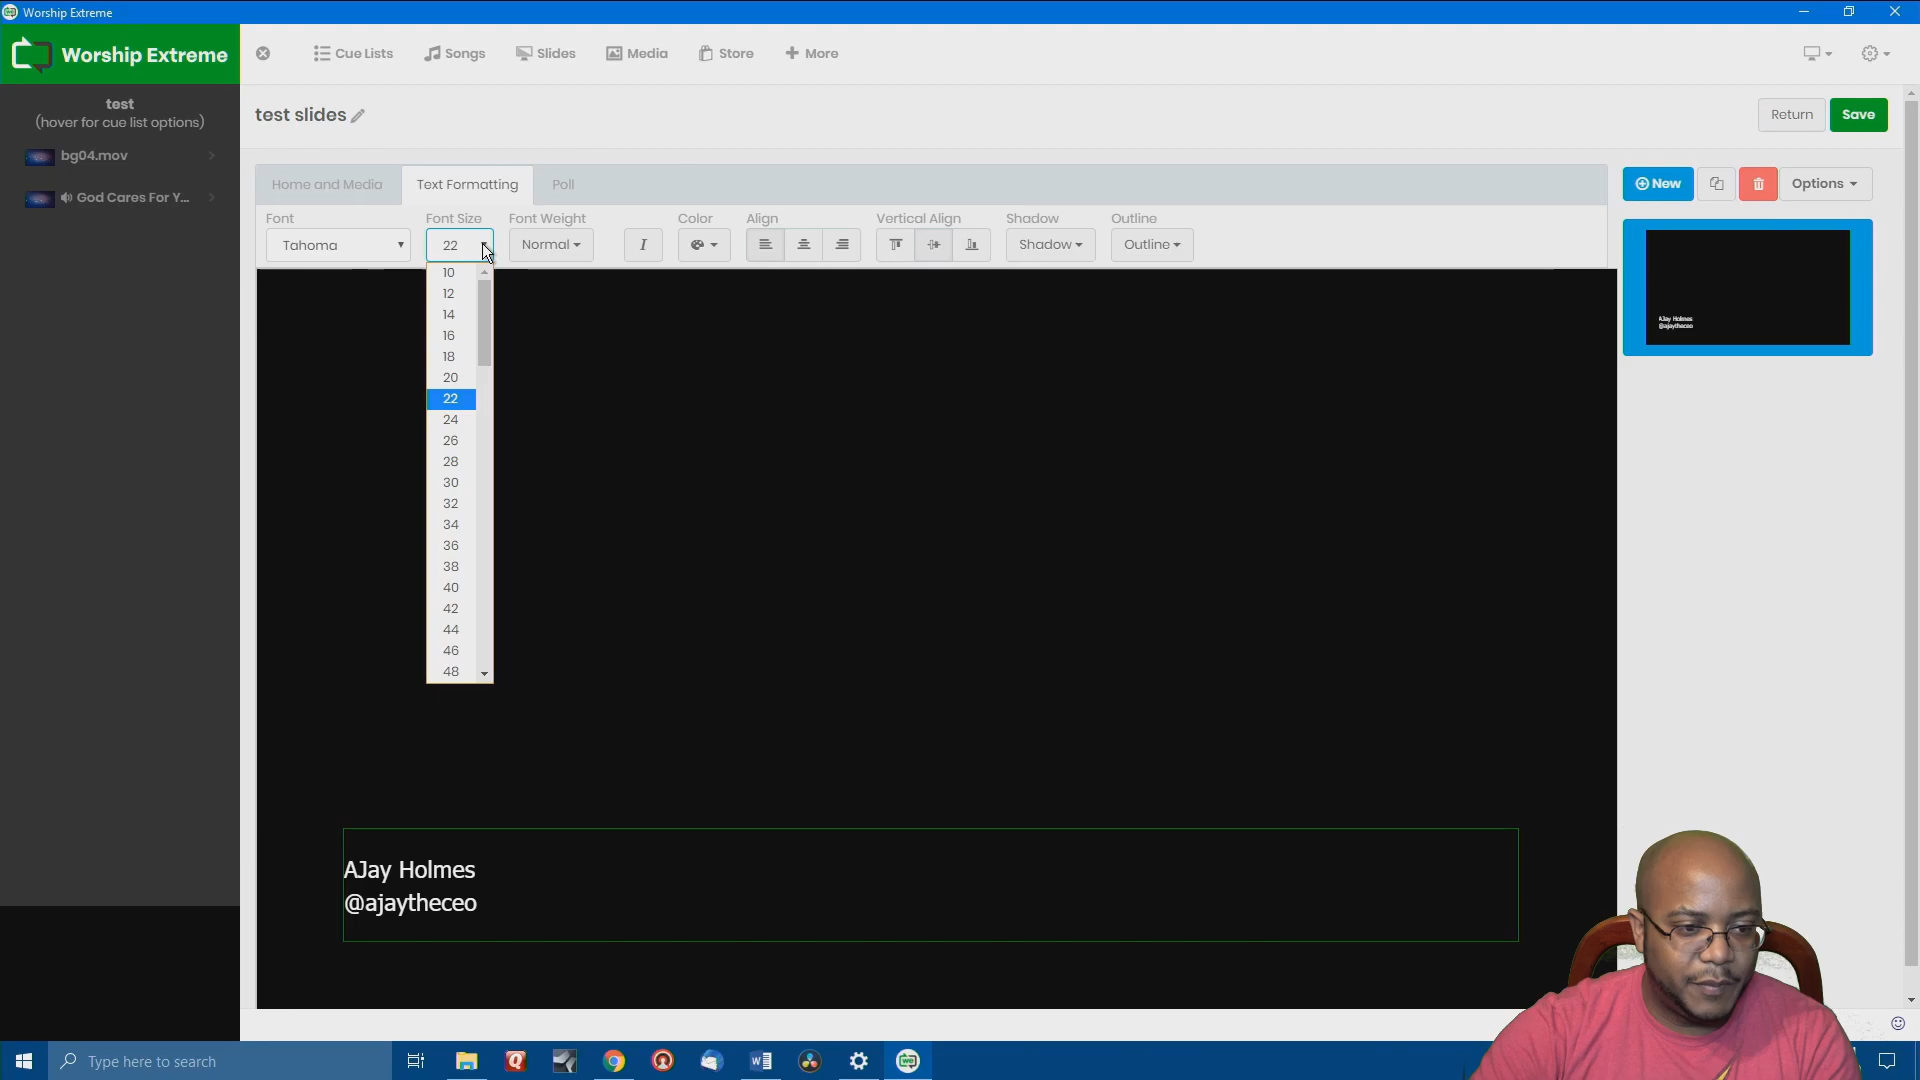 Worship Extreme
Worship Extreme
Cue Lists
Songs
Slides
Media
Store
More
test
(hover for cue list options)
bg04.mov
God Cares For Y...
test slides
Return
Save
Home and Media
Text Formatting
Poll
New
Options
Font
Font Size
Font Weight
Color
Align
Vertical Align
Shadow
Outline
Tahoma
22
Normal
I
Shadow
Outline
10
12
14
16
18
20
22
24
26
28
30
32
34
36
38
40
42
44
46
48
AJay Holmes
@ajaytheceo
AJay Holmes
@ajaytheceo
Type here to search
we